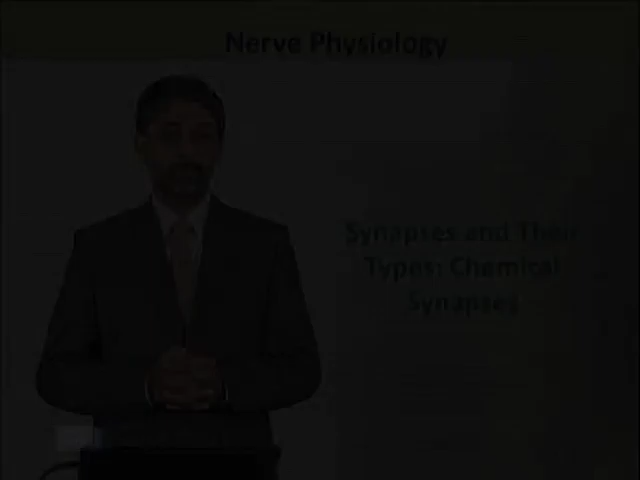 Nerve Physiology
Synapses and Their
Types: Chemical
Synapses